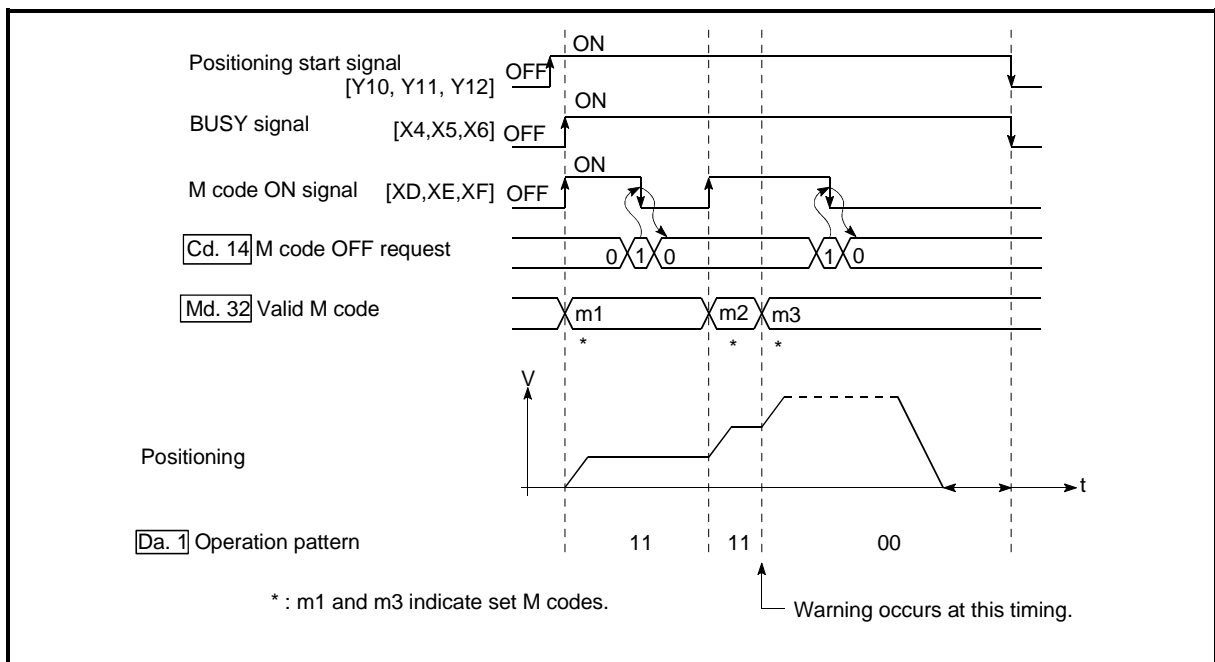 ON
Positioning start signal
[Y10, Y11, Y12]
OFF
ON
BUSY signal [X4,X5,X6] OFF
ON
M code ON signal [XD,XE,XF] OFF
Cd. 14 M code OFF request 0 1 0 1 0
Md. 32 Valid M code m1 m2 m3
* * *
V
Positioning
t
Da. 1 Operation pattern 11 11 00
* : m1 and m3 indicate set M codes.
Warning occurs at this timing.